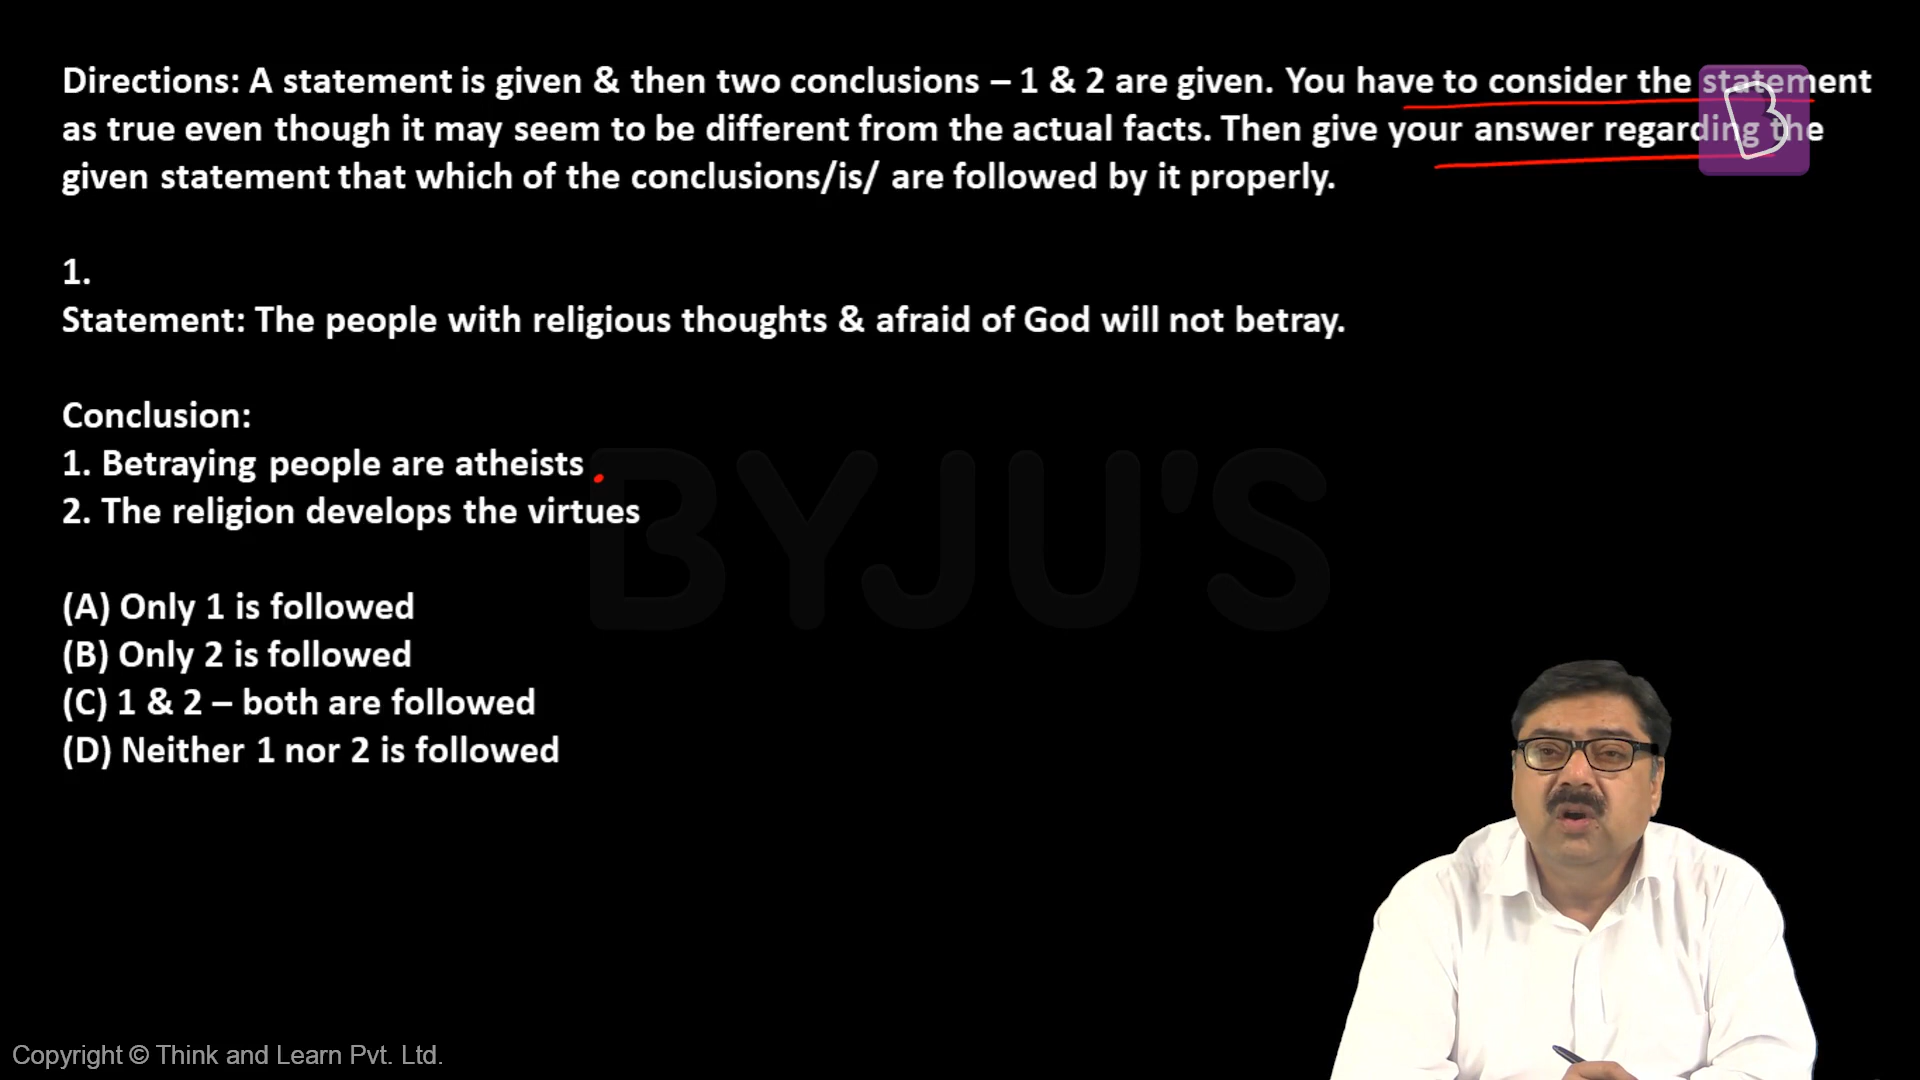 Directions: A statement is given & then two conclusions – 1 & 2 are given. You have to consider the statement
as true even though it may seem to be different from the actual facts. Then give your answer regarding the
given statement that which of the conclusions/is/ are followed by it properly.
1.
Statement: The people with religious thoughts & afraid of God will not betray.
Conclusion:
1. Betraying people are atheists
2. The religion develops the virtues
(A) Only 1 is followed
(B) Only 2 is followed
(C) 1 & 2 – both are followed
(D) Neither 1 nor 2 is followed
BYJU'S
B
Copyright © Think and Learn Pvt. Ltd.